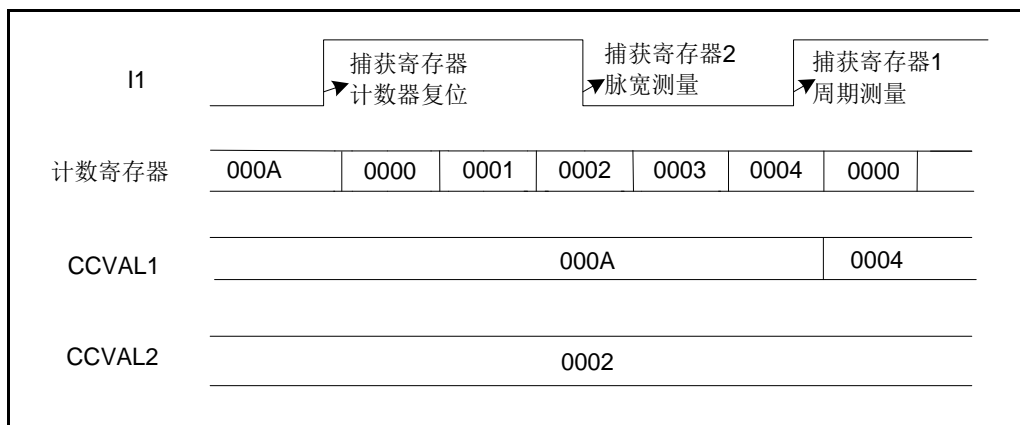 I1
捕获寄存器
计数器复位
捕获寄存器2
脉宽测量
捕获寄存器1
周期测量
计数寄存器 000A 0000 0001 0002 0003 0004 0000
CCVAL1 000A 0004
CCVAL2 0002